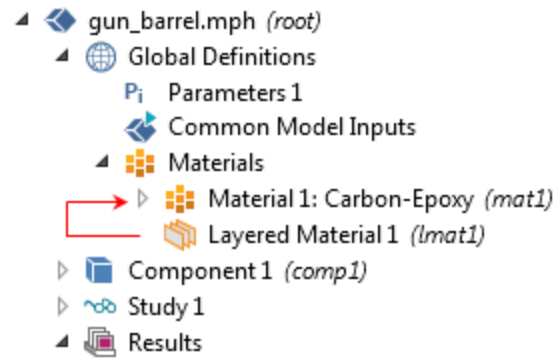 gun_barrel.mph (root)
Global Definitions
Pi Parameters 1
Common Model Inputs
Materials
Material 1: Carbon-Epoxy (mat1)
Layered Material 1 (lmat1)
Component 1 (comp1)
Study 1
Results